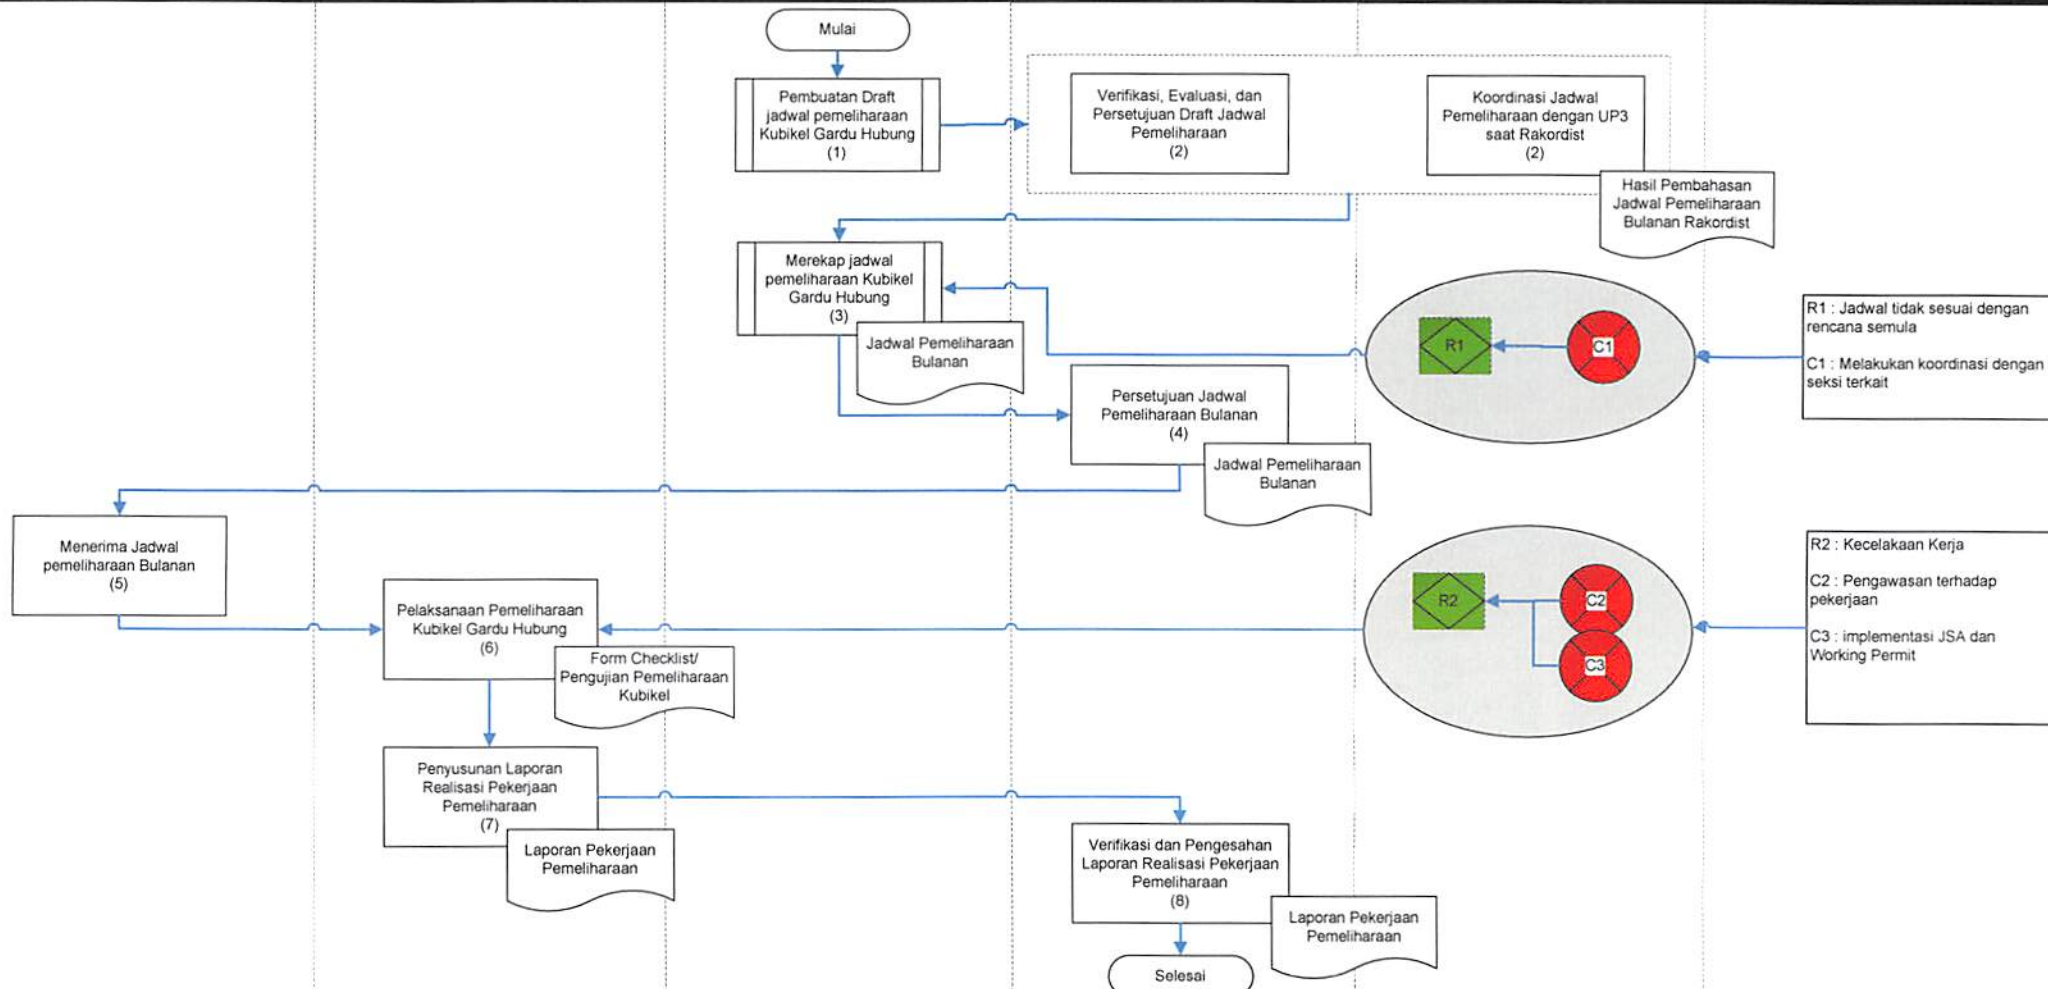 Mulai
Pembuatan Draft
jadwal pemeliharaan
Kubikel Gardu Hubung
(1)
Verifikasi, Evaluasi, dan
Persetujuan Draft Jadwal
Pemeliharaan
(2)
Koordinasi Jadwal
Pemeliharaan dengan UP3
saat Rakordist
(2)
Hasil Pembahasan
Jadwal Pemeliharaan
Bulanan Rakordist
Merekap jadwal
pemeliharaan Kubikel
Gardu Hubung
(3)
Jadwal Pemeliharaan
Bulanan
R1
C1
R1 : Jadwal tidak sesuai dengan
rencana semula
C1 : Melakukan koordinasi dengan
seksi terkait
Persetujuan Jadwal
Pemeliharaan Bulanan
(4)
Jadwal Pemeliharaan
Bulanan
Menerima Jadwal
pemeliharaan Bulanan
(5)
Pelaksanaan Pemeliharaan
Kubikel Gardu Hubung
(6)
Form Checklist/
Pengujian Pemeliharaan
Kubikel
R2
C2
C3
R2 : Kecelakaan Kerja
C2 : Pengawasan terhadap
pekerjaan
C3 : implementasi JSA dan
Working Permit
Penyusunan Laporan
Realisasi Pekerjaan
Pemeliharaan
(7)
Laporan Pekerjaan
Pemeliharaan
Verifikasi dan Pengesahan
Laporan Realisasi Pekerjaan
Pemeliharaan
(8)
Laporan Pekerjaan
Pemeliharaan
Selesai